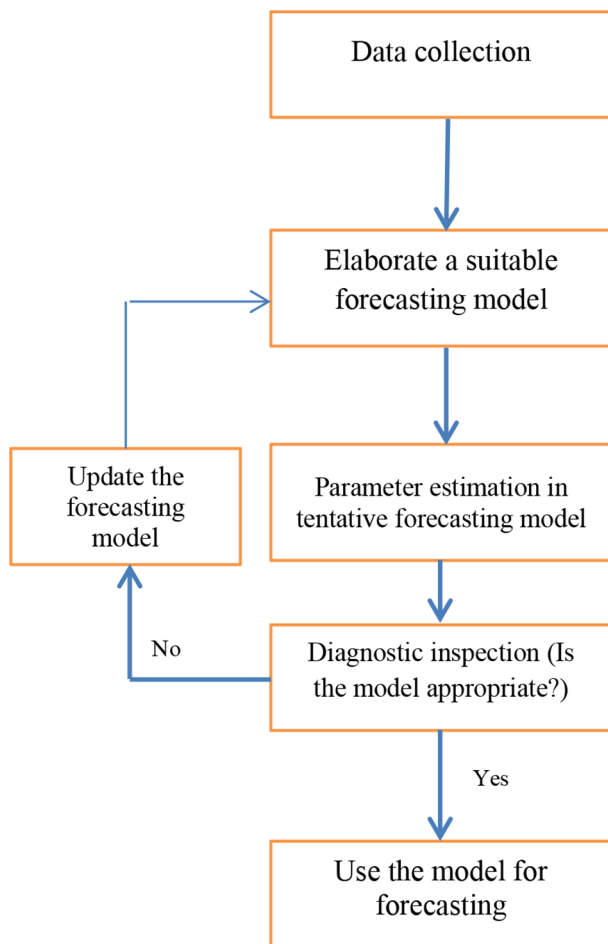 Data collection
Elaborate a suitable
forecasting model
Update the
forecasting
model
Parameter estimation in
tentative forecasting model
No
Diagnostic inspection (Is
the model appropriate?)
Yes
Use the model for
forecasting